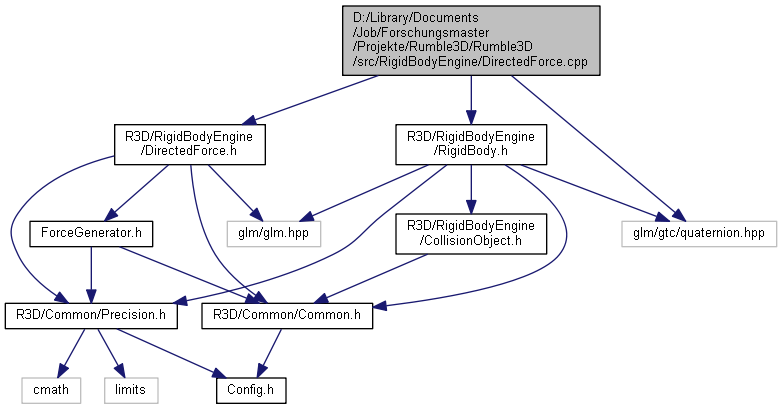 D:/Library/Documents
/Job/Forschungsmaster
/Projekte/Rumble3D/Rumble3D
/src/RigidBodyEngine/DirectedForce.cpp
R3D/RigidBodyEngine
/DirectedForce.h
R3D/RigidBodyEngine
/RigidBody.h
ForceGenerator.h
glm/glm.hpp
R3D/RigidBodyEngine
/CollisionObject.h
glm/gtc/quaternion.hpp
R3D/Common/Precision.h
R3D/Common/Common.h
cmath
limits
Config.h